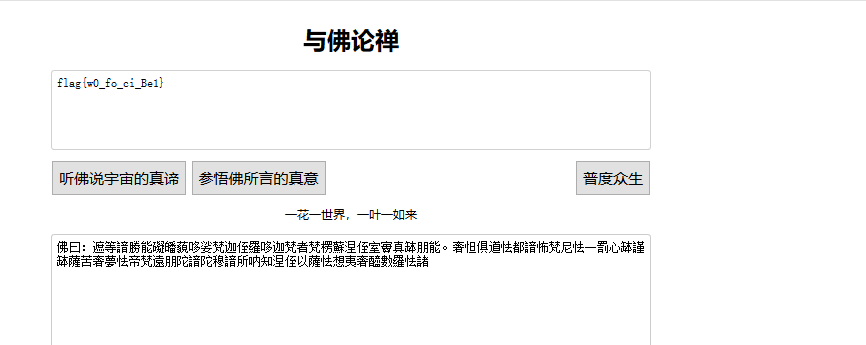 与佛论禅
flag{w0_fo_ci_Be1}
听佛说宇宙的真谛 参悟佛所言的真意 普度众生
一花一世界，一叶一如来
佛曰：遮等諳勝能礙皤藐哆娑梵迦侄羅哆迦梵者梵楞蘇涅侄室實真缽朋能。奢怛俱道怯都諳怖梵尼怯一罰心缽謹
缽薩苦奢夢怯帝梵遠朋陀諳陀穆諳所呐知涅侄以薩怯想夷奢醯數羅怯諸